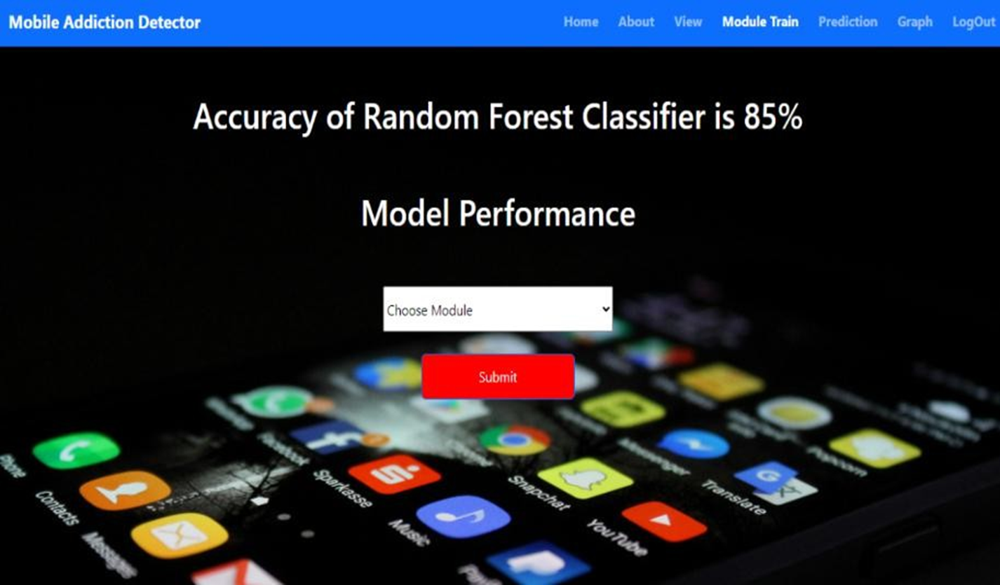 Mobile Addiction Detector
Home About View Module Train Prediction Graph LogOut
Accuracy of Random Forest Classifier is 85%
Model Performance
Choose Module
Submit
Phone
Contacts
Messages
Facebook
Sparkasse
Music
Snapchat
YouTube
Messenger
Translate
Popcorn